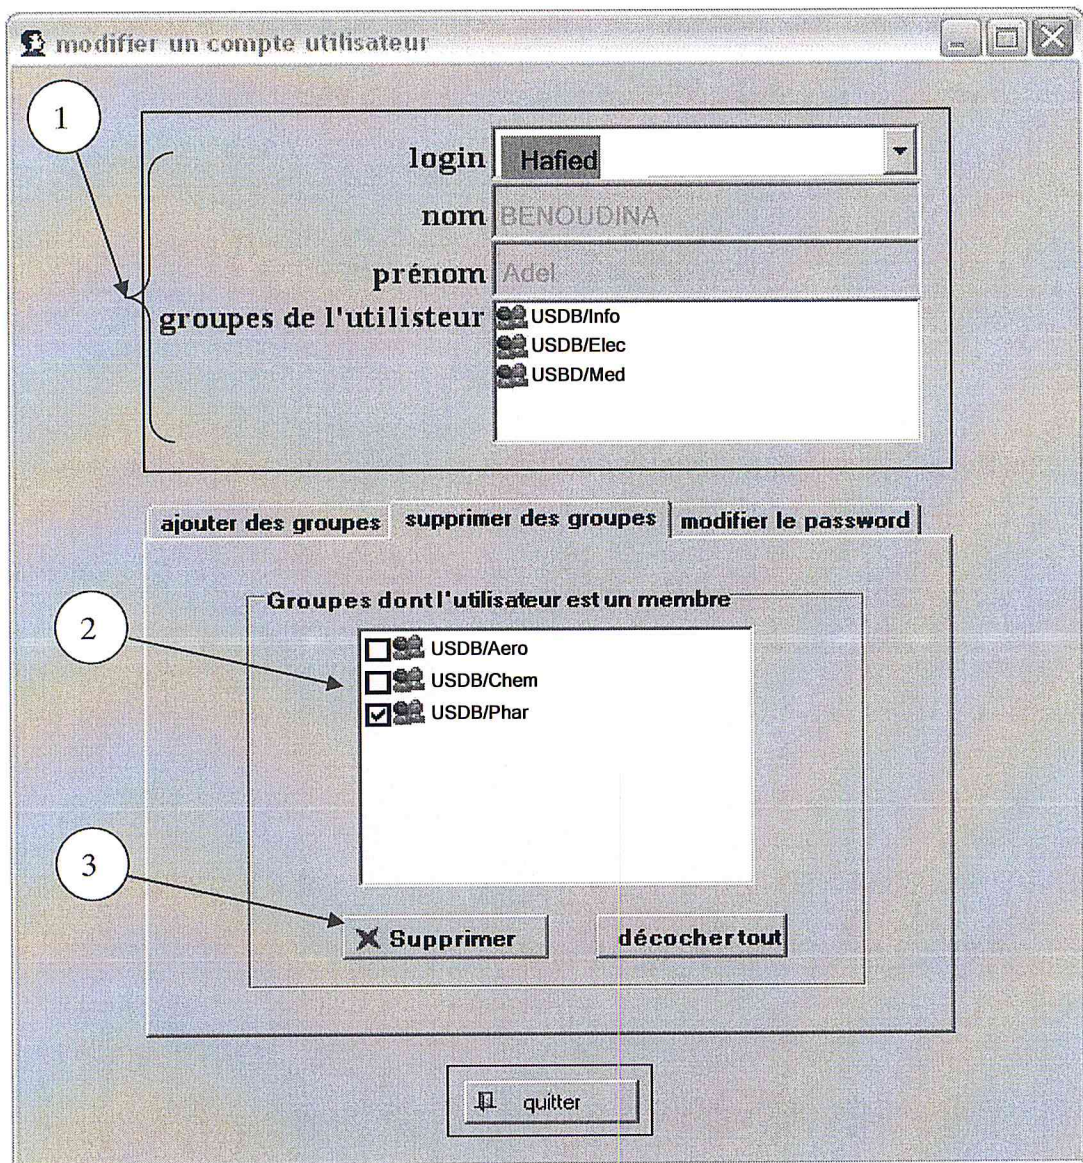 modifier un compte utilisateur
1
login Hafied
nom BENOUDINA
prénom Adel
groupes de l'utilisteur USDB/Info
USDB/Elec
USBD/Med
ajouter des groupes supprimer des groupes modifier le password
Groupes dont l'utilisateur est un membre
2
USDB/Aero
USDB/Chem
USDB/Phar
3
Supprimer décocher tout
quitter